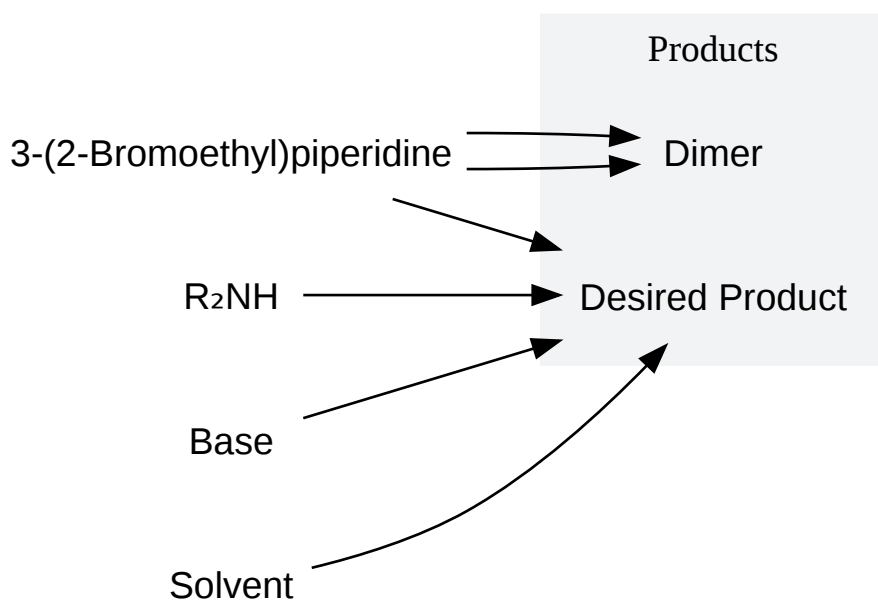 Products
3-(2-Bromoethyl)piperidine
Dimer
R₂NH
Desired Product
Base
Solvent